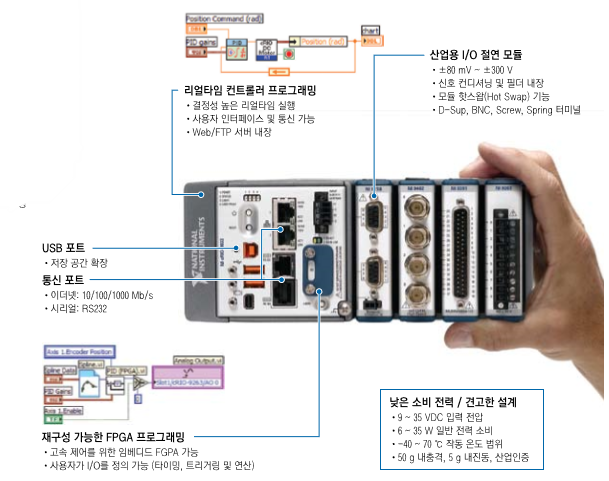 Position Command (rad)
PID gains
Position (rad)
chart
산업용 I/O 절연 모듈
· ±80 mV ~ ±300 V
· 신호 컨디셔닝 및 필더 내장
· 모듈 핫스왑(Hot Swap) 기능
· D-Sup, BNC, Screw, Spring 터미널
리얼타임 컨트롤러 프로그래밍
· 결정성 높은 리얼타임 실행
· 사용자 인터페이스 및 통신 가능
· Web/FTP 서버 내장
NATIONAL
INSTRUMENTS
USB 포트
· 저장 공간 확장
통신 포트
· 이더넷: 10/100/1000 Mb/s
· 시리얼: RS232
Axis 1.Encoder Position
Spline Data
Spline.vi
PID (FPGA).vi
Analog Output.vi
PID Gains
Axis 1.Enable
재구성 가능한 FPGA 프로그래밍
· 고속 제어를 위한 임베디드 FGPA 가능
· 사용자가 I/O를 정의 가능 (타이밍, 트리거링 및 연산)
낮은 소비 전력 / 견고한 설계
· 9 ~ 35 VDC 입력 전압
· 6 ~ 35 W 일반 전력 소비
· -40 ~ 70 ℃ 작동 온도 범위
· 50 g 내충격, 5 g 내진동, 산업인증